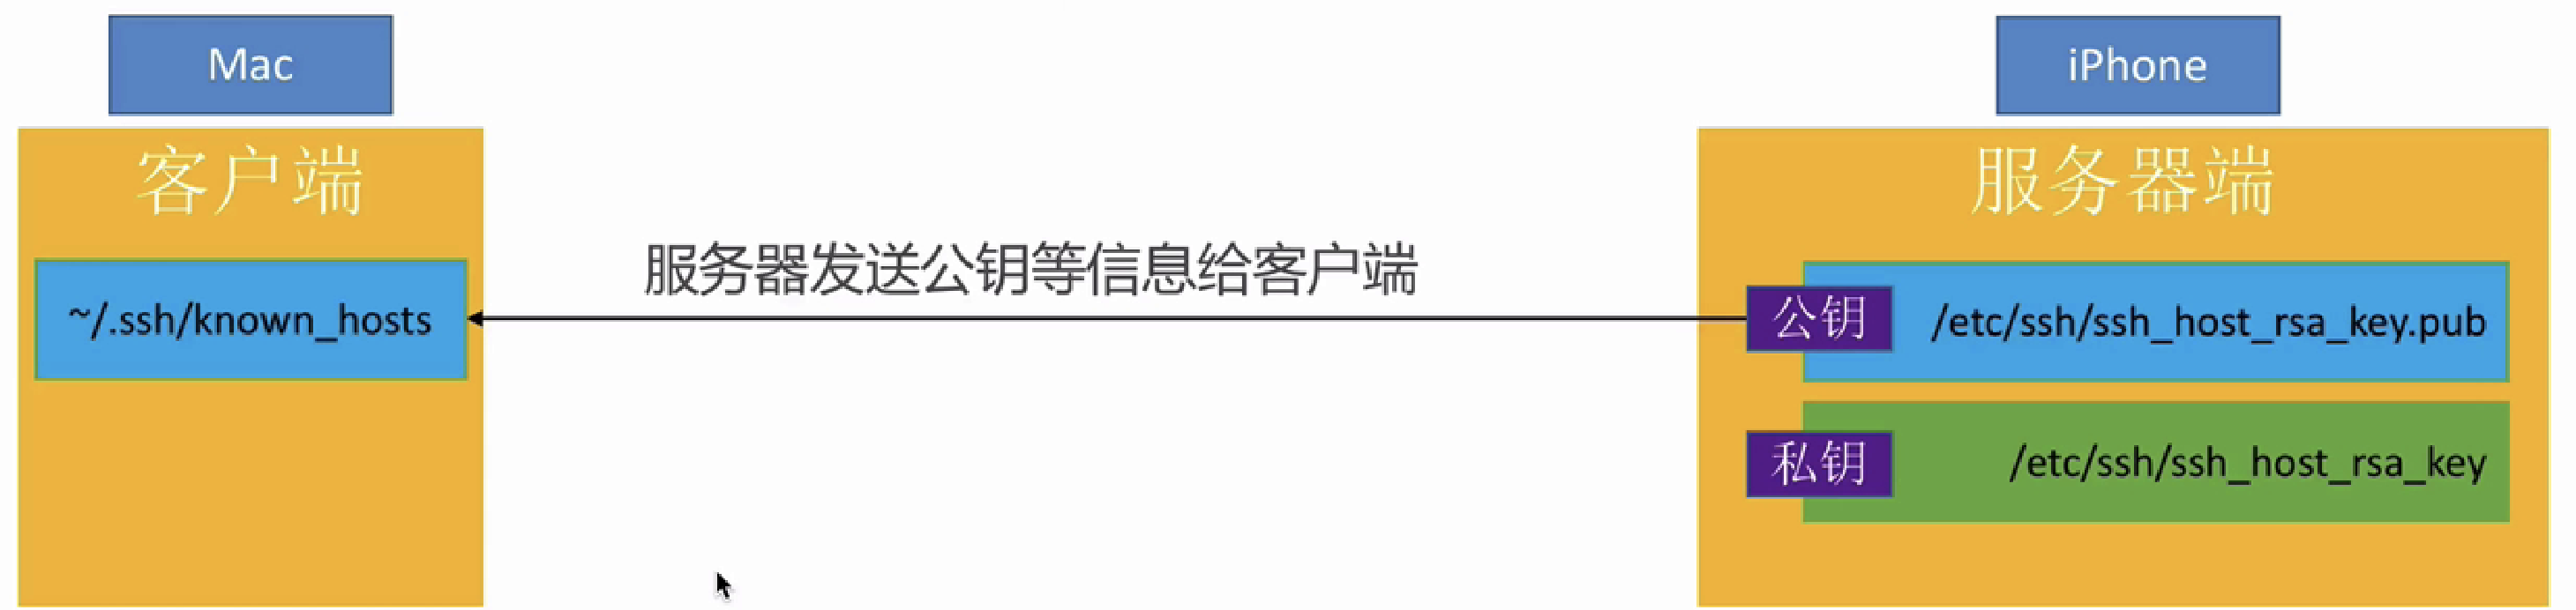 Mac
客户端
~/.ssh/known_hosts
服务器发送公钥等信息给客户端
iPhone
服务器端
公钥
/etc/ssh/ssh_host_rsa_key.pub
私钥
/etc/ssh/ssh_host_rsa_key